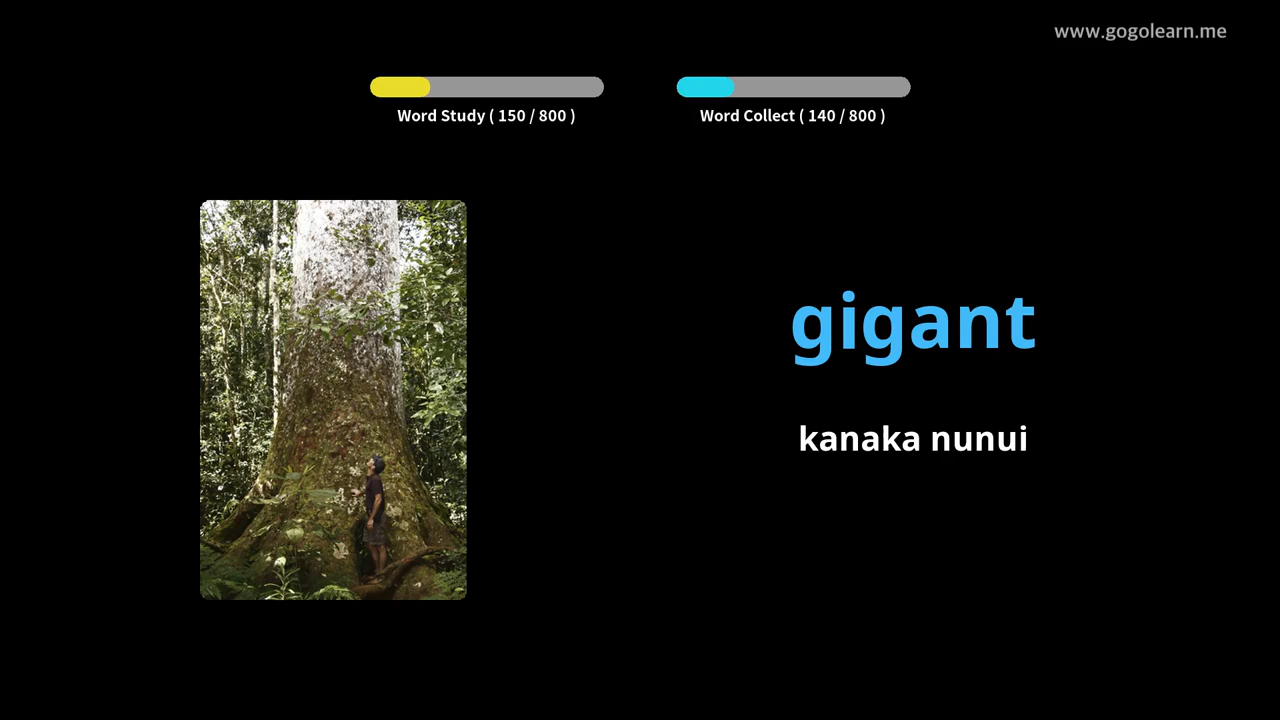 www.gogolearn.me
Word Study ( 150 / 800 )
Word Collect ( 140 / 800 )
gigant
kanaka nunui